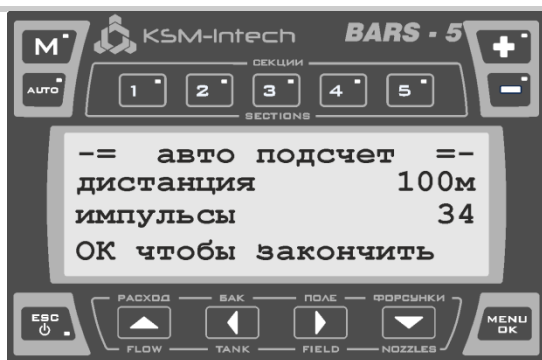 M KSM-Intech BARS - 5 +
AUTO СЕКЦИИ -
1 2 3 4 5
SECTIONS
-= авто подсчет =-
дистанция 100м
импульсы 34
ОК чтобы закончить
РАСХОД БАК ПОЛЕ ФОРСУНКИ
ESC MENU OK
FLOW TANK FIELD NOZZLES